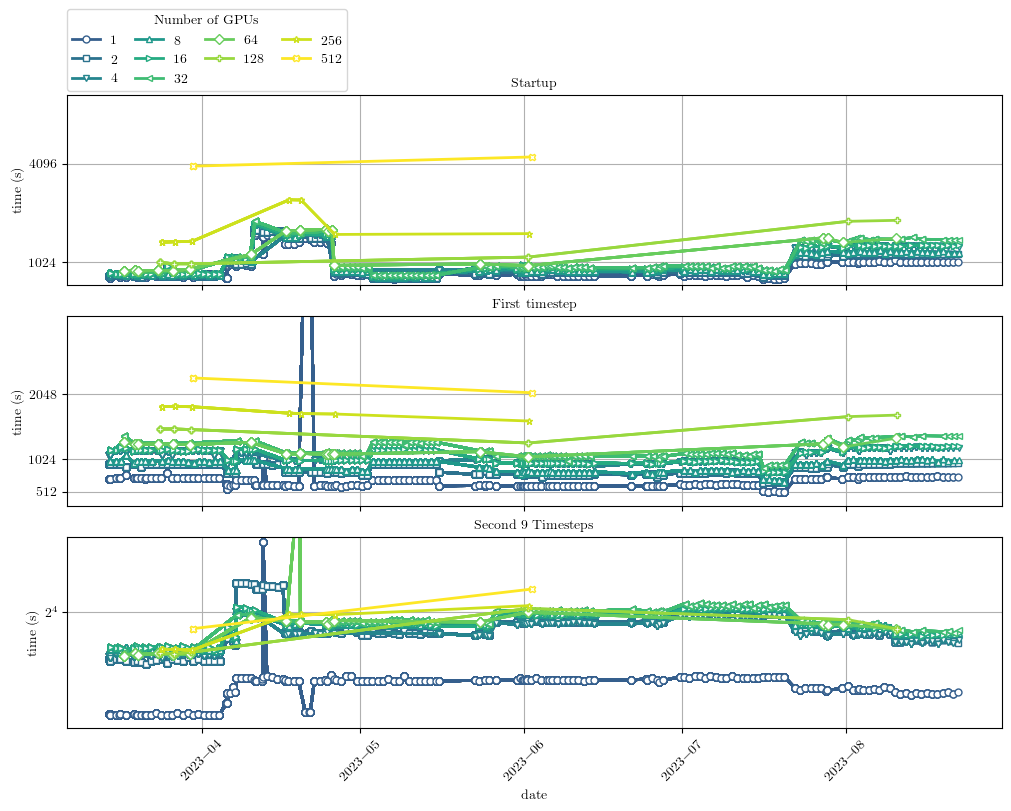 Number of GPUs
1 8 64 256
2 16 128 512
4 32
Startup
4096
1024
time (s)
First timestep
2048
1024
512
time (s)
Second 9 Timesteps
2⁴
time (s)
2023−04 2023−05 2023−06 2023−07 2023−08
date